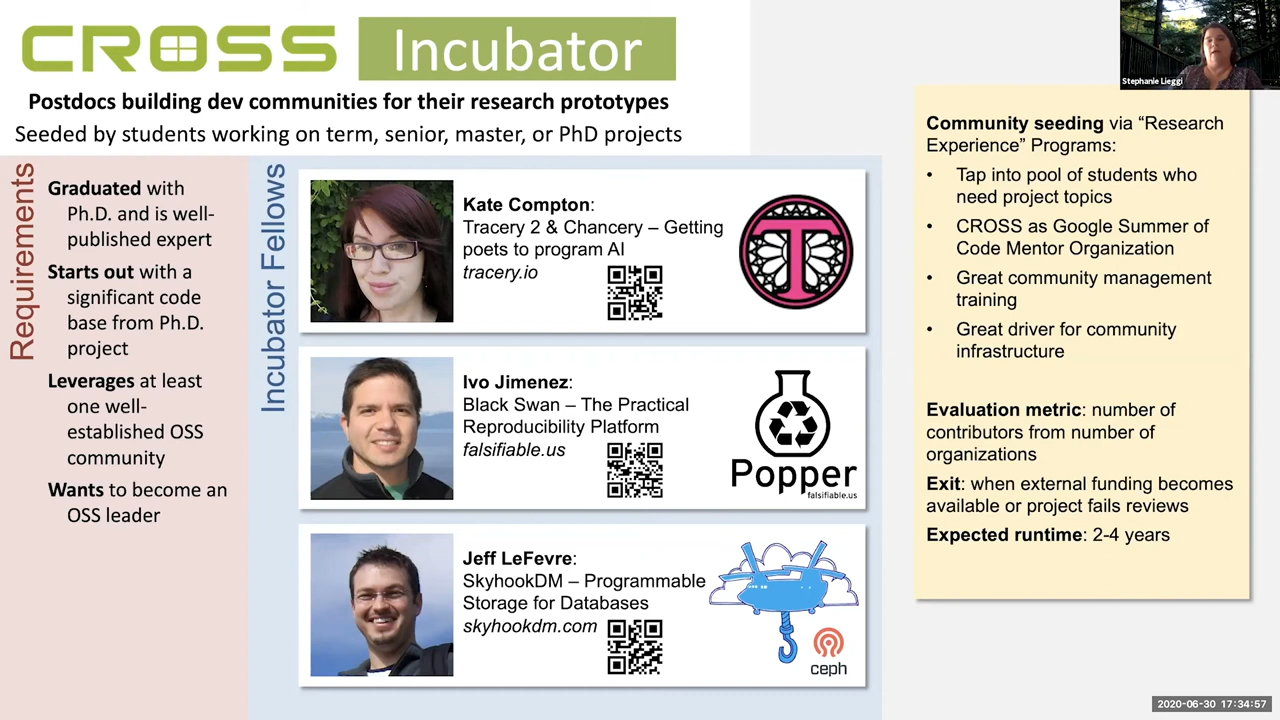 CROSS Incubator
Postdocs building dev communities for their research prototypes
Seeded by students working on term, senior, master, or PhD projects
Stephanie Lieggi
Requirements
Graduated with
Ph.D. and is well-
published expert
Starts out with a
significant code
base from Ph.D.
project
Leverages at least
one well-
established OSS
community
Wants to become an
OSS leader
Incubator Fellows
Kate Compton:
Tracery 2 & Chancery – Getting
poets to program AI
tracery.io
T
Ivo Jimenez:
Black Swan – The Practical
Reproducibility Platform
falsifiable.us
Popper
falsifiable.us
Jeff LeFevre:
SkyhookDM – Programmable
Storage for Databases
skyhookdm.com
ceph
Community seeding via “Research
Experience” Programs:
• Tap into pool of students who
need project topics
• CROSS as Google Summer of
Code Mentor Organization
• Great community management
training
• Great driver for community
infrastructure
Evaluation metric: number of
contributors from number of
organizations
Exit: when external funding becomes
available or project fails reviews
Expected runtime: 2-4 years
2020-06-30 17:34:57